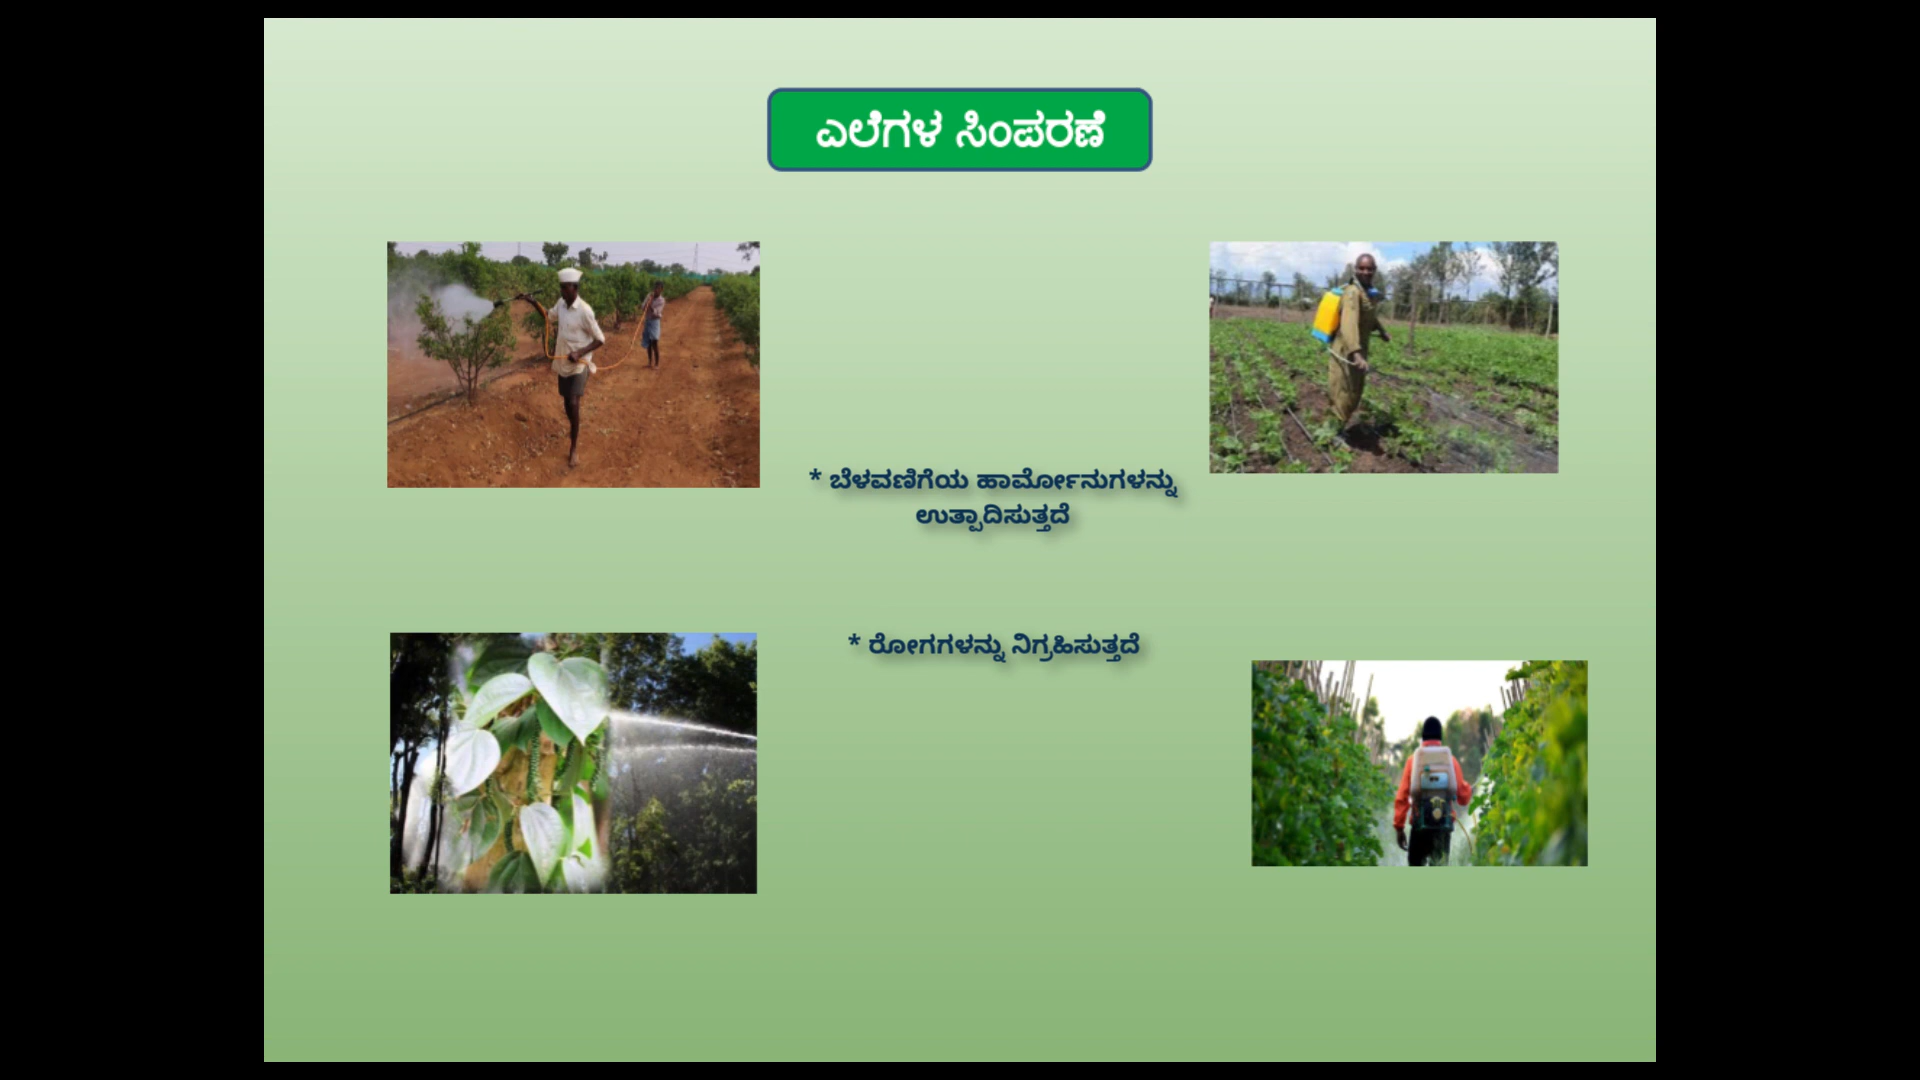 ಎಲೆಗಳ ಸಿಂಪರಣೆ
* ಬೆಳವಣಿಗೆಯ ಹಾರ್ಮೋನುಗಳನ್ನು
ಉತ್ಪಾದಿಸುತ್ತದೆ
* ರೋಗಗಳನ್ನು ನಿಗ್ರಹಿಸುತ್ತದೆ